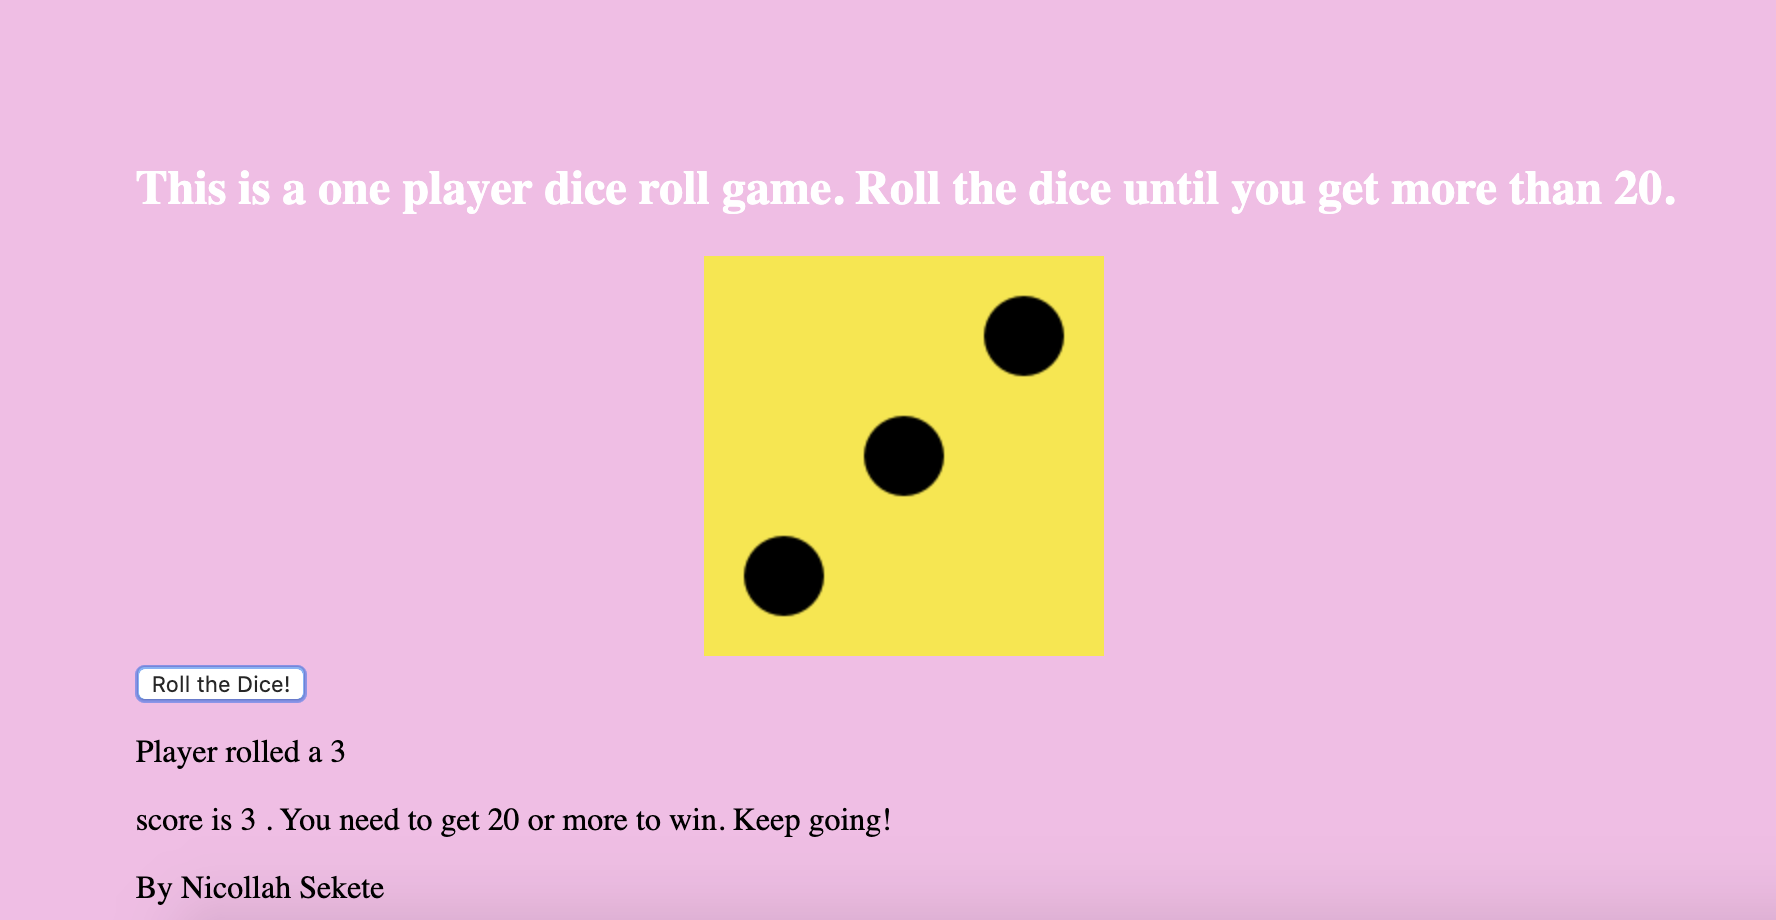 This is a one player dice roll game. Roll the dice until you get more than 20.
Roll the Dice!
Player rolled a 3
score is 3 . You need to get 20 or more to win. Keep going!
By Nicollah Sekete